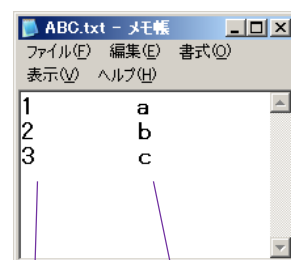 ABC.txt - メモ帳
ファイル(F) 編集(E) 書式(O)
表示(V) ヘルプ(H)
1 a
2 b
3 c